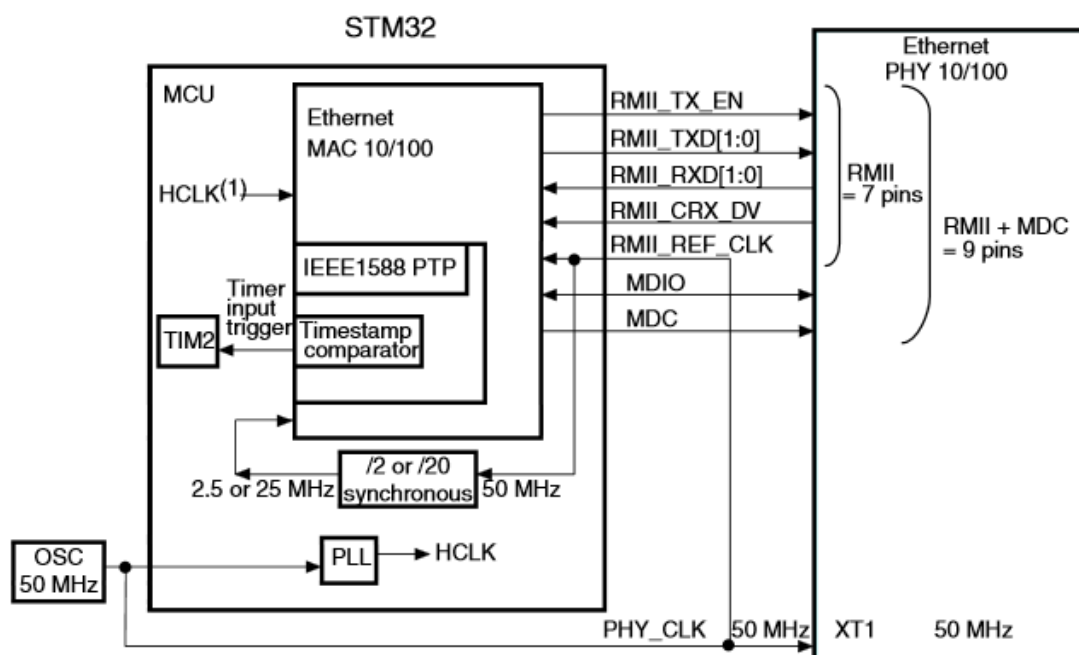 STM32
MCU
Ethernet
MAC 10/100
HCLK(1)
IEEE1588 PTP
Timer
input
trigger
TIM2
Timestamp
comparator
/2 or /20
synchronous
2.5 or 25 MHz
50 MHz
OSC
50 MHz
PLL
HCLK
RMII_TX_EN
RMII_TXD[1:0]
RMII_RXD[1:0]
RMII_CRX_DV
RMII_REF_CLK
MDIO
MDC
Ethernet
PHY 10/100
RMII
= 7 pins
RMII + MDC
= 9 pins
PHY_CLK 50 MHz
XT1 50 MHz